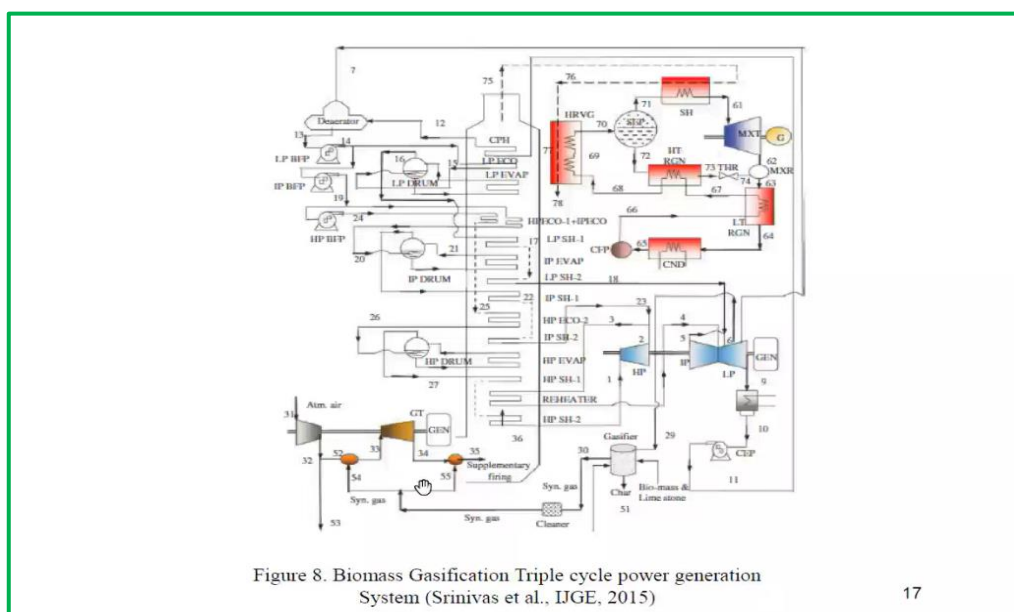 7
75
76
71
SH
61
HRVG
70
SEP
MXT
G
Deaerator
12
13
14
CPH
77
69
72
HT
RGN
73 THR
62
MXR
LP BFP
16
15
LP ECO
LP EVAP
LP DRUM
68
74
67
63
IP BFP
19
78
66
LT
RGN
24
HP BFP
HPECO-1+IPECO
17
LP SH-1
CFP
65
64
20
21
IP DRUM
IP EVAP
CND
LP SH-2
18
22
IP SH-1
23
25
HP ECO-2
3
4
26
IP SH-2
2
5
6
HP DRUM
HP EVAP
HP
IP
LP
GEN
27
HP SH-1
1
9
REHEATER
31
Atm. air
GT
GEN
HP SH-2
36
29
10
Gasifier
CEP
32
52
33
34
35
30
54
55
Supplementary
firing
Syn. gas
Char
51
Bio-mass &
Lime stone
11
Syn. gas
53
Syn. gas
Cleaner
Figure 8. Biomass Gasification Triple cycle power generation
System (Srinivas et al., IJGE, 2015)
17